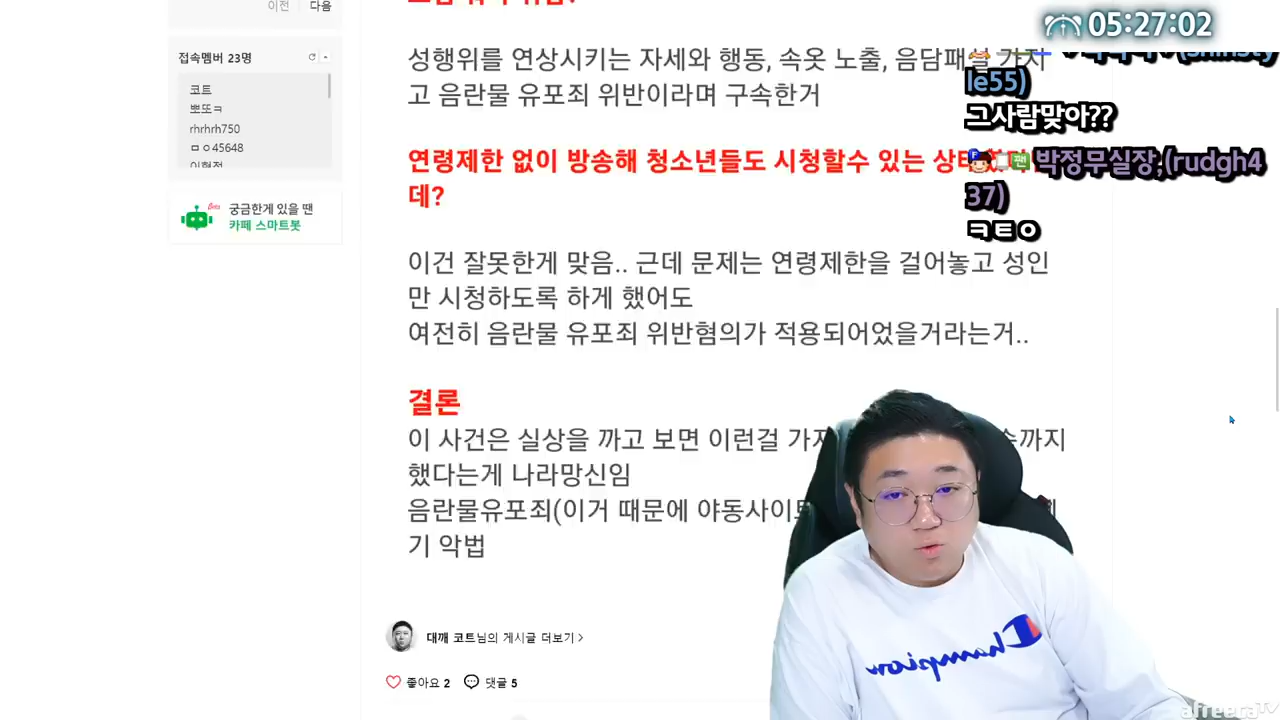 이전 다음
05:27:02
접속멤버 23명
코트
뽀또ㅋ
rhrhrh750
ㅁㅇ45648
이현정
궁금한게 있을 땐
Beta
카페 스마트봇
성행위를 연상시키는 자세와 행동, 속옷 노출, 음담패설 가지
고 음란물 유포죄 위반이라며 구속한거
연령제한 없이 방송해 청소년들도 시청할수 있는
데?
이건 잘못한게 맞음.. 근데 문제는 연령제한을 걸어놓고 성인
만 시청하도록 하게 했어도
여전히 음란물 유포죄 위반혐의가 적용되어었을거라는거..
결론
이 사건은 실상을 까고 보면 이런걸
했다는게 나라망신임
음란물유포죄(이거 때문에
기 악법
대깨 코트님의 게시글 더보기 >
좋아요 2 댓글 5
le55)
그사람맞아??
F 팬 박정무실장,(rudgh4
37)
ㅋㅌㅇ
Champion
afreecaTV